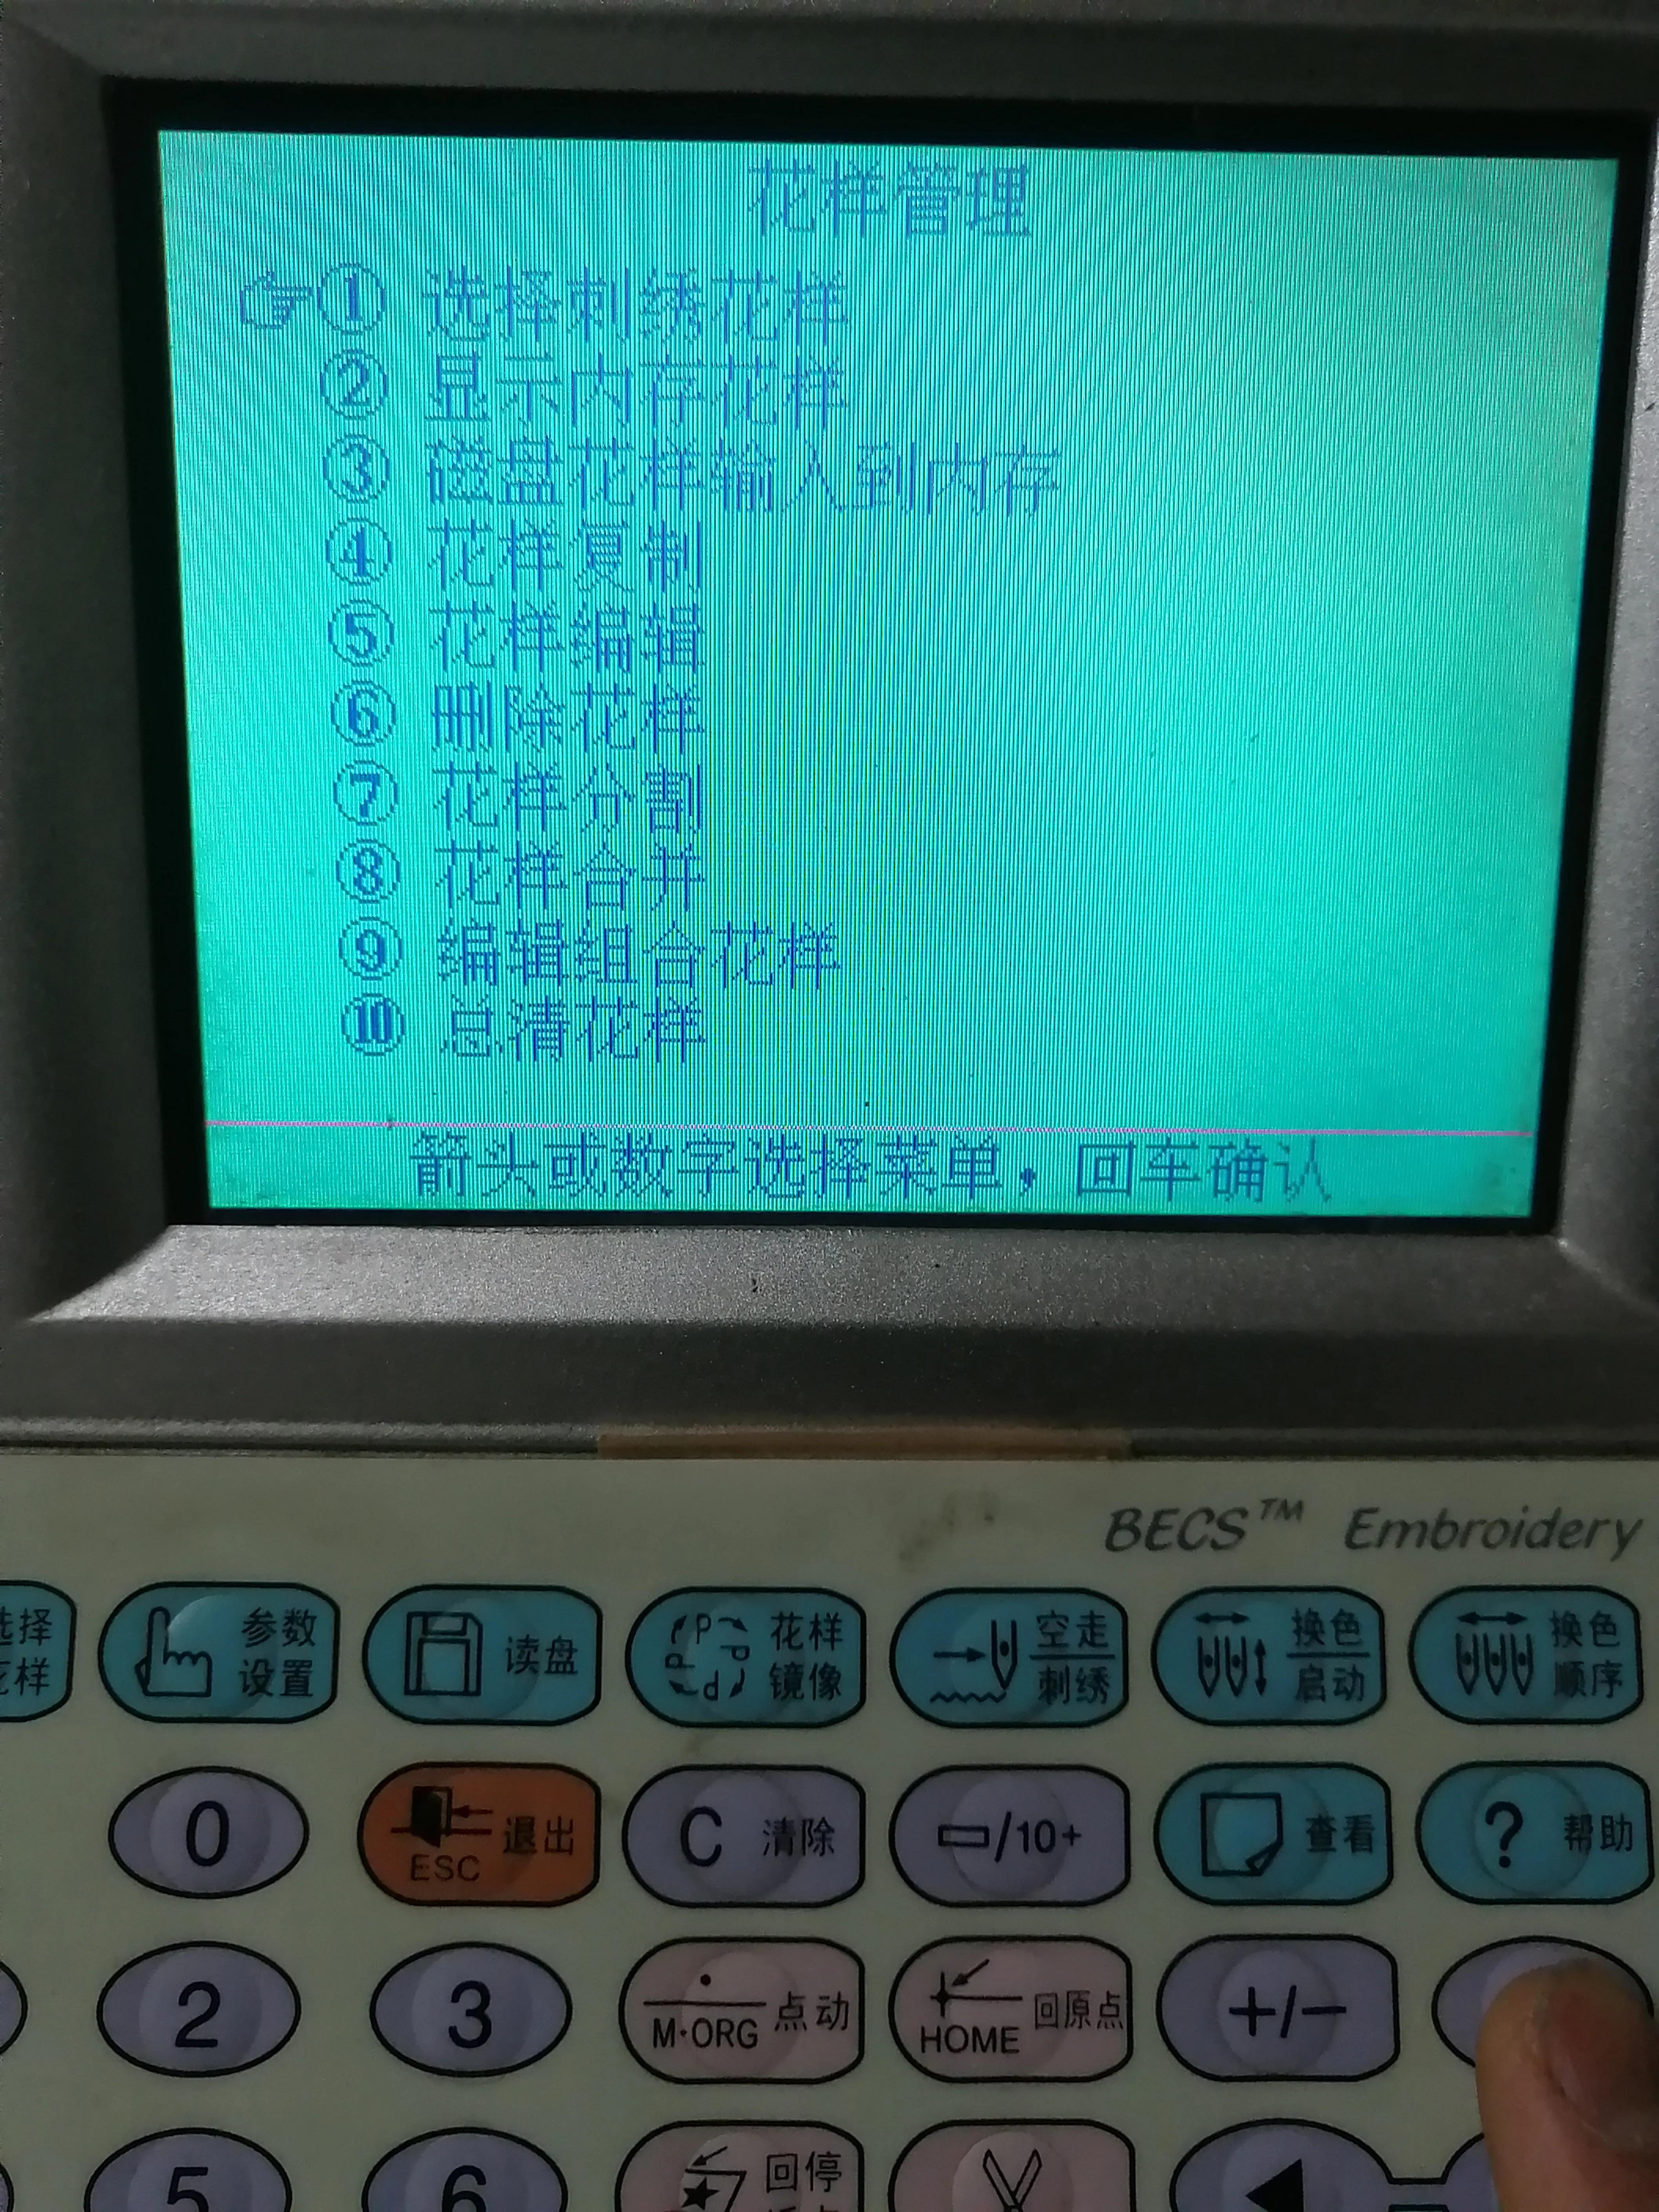 花样管理
① 选择刺绣花样
② 显示内存花样
③ 磁盘花样输入到内存
④ 花样复制
⑤ 花样编辑
⑥ 删除花样
⑦ 花样分割
⑧ 花样合并
⑨ 编辑组合花样
⑩ 总清花样
箭头或数字选择菜单，回车确认
BECS™ Embroidery
选择
花样
参数
设置
读盘
花样
镜像
空走
刺绣
换色
启动
换色
顺序
0
ESC 退出
C 清除
/10+
查看
? 帮助
2
3
M·ORG 点动
HOME 回原点
+/−
5
6
回停